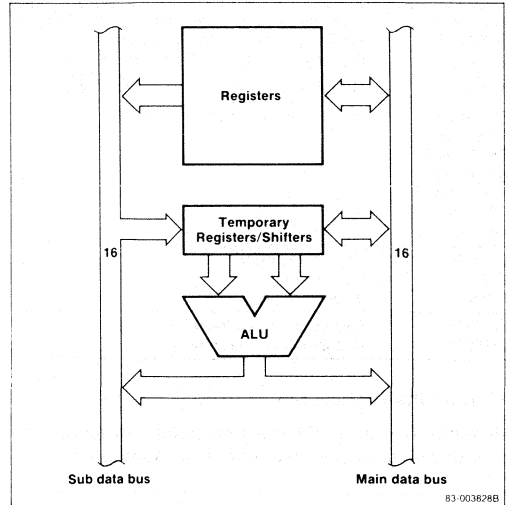 Registers
Temporary
Registers/Shifters
16
16
ALU
Sub data bus
Main data bus
83-003828B